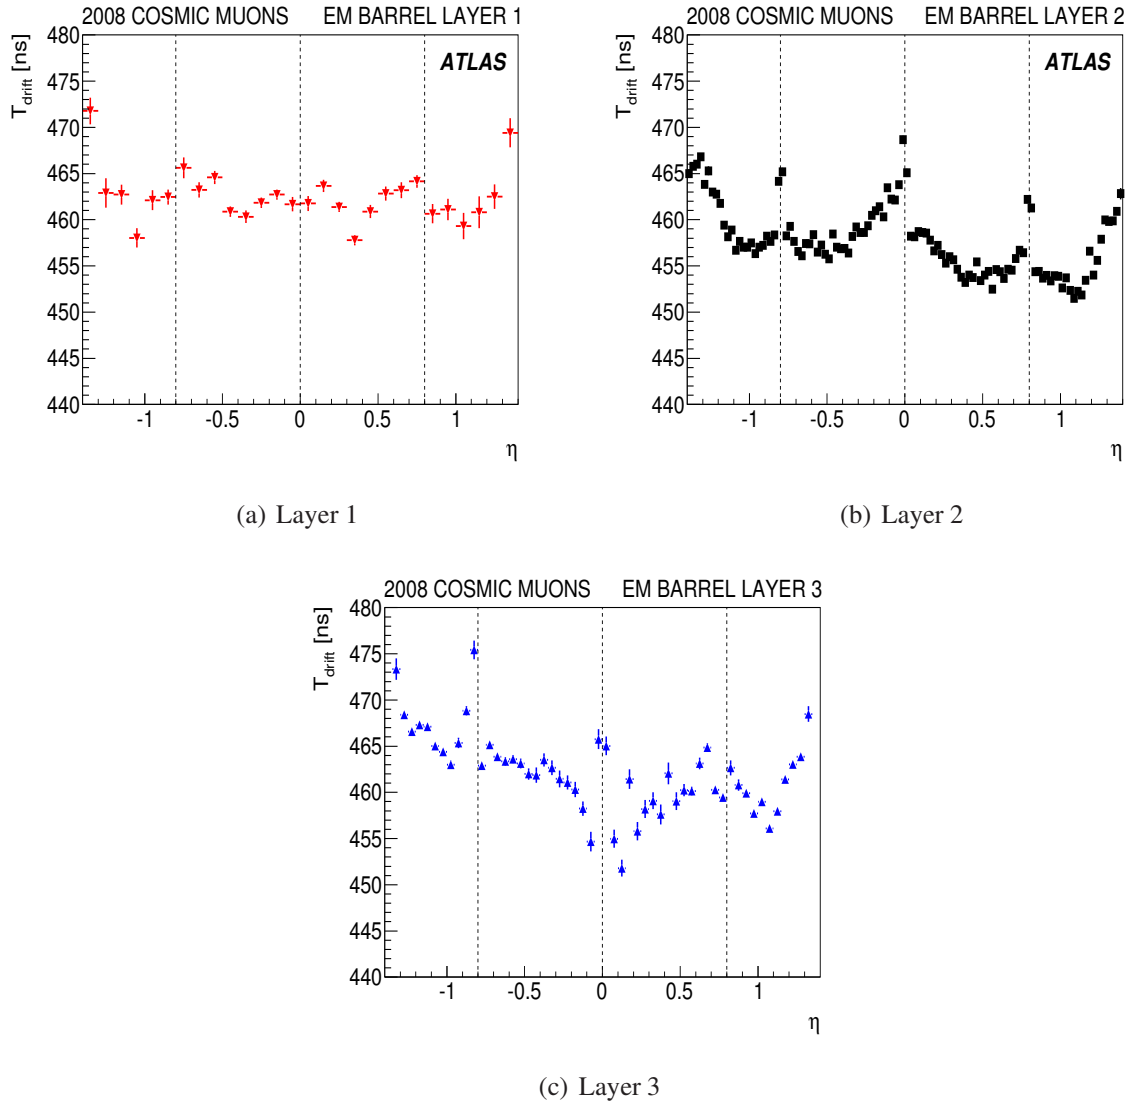 2008 COSMIC MUONS EM BARREL LAYER 1
T_drift [ns]
ATLAS
480
475
470
465
460
455
450
445
440
-1 -0.5 0 0.5 1
η
(a) Layer 1
2008 COSMIC MUONS EM BARREL LAYER 2
T_drift [ns]
ATLAS
480
475
470
465
460
455
450
445
440
-1 -0.5 0 0.5 1
η
(b) Layer 2
2008 COSMIC MUONS EM BARREL LAYER 3
T_drift [ns]
480
475
470
465
460
455
450
445
440
-1 -0.5 0 0.5 1
η
(c) Layer 3